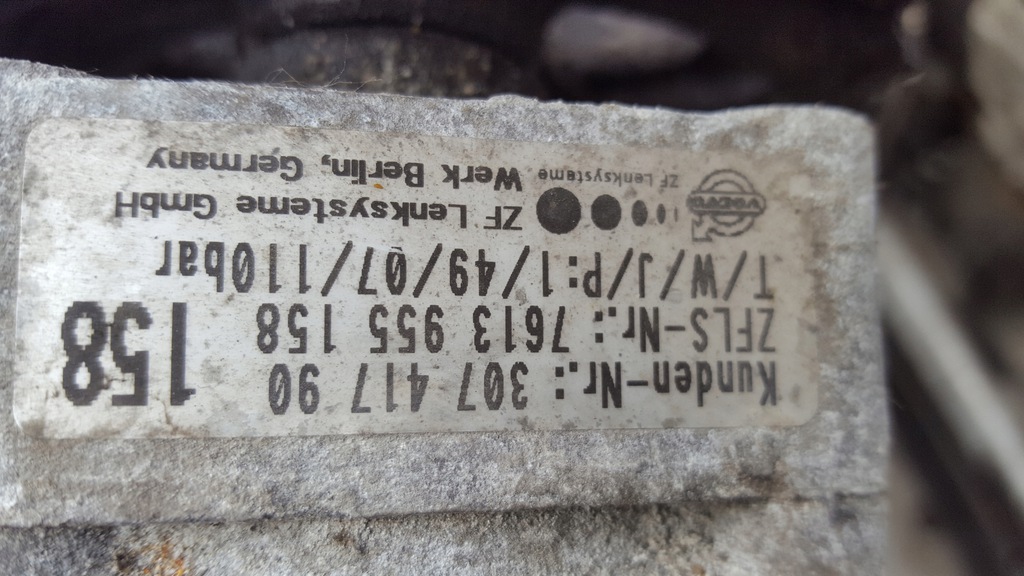 Kunden-Nr.: 307 417 90
ZFLS-Nr.: 7613 955 158
158
T/W/J/P:1/49/07/110bar
VOLVO
ZF Lenksysteme
ZF Lenksysteme GmbH
Werk Berlin, Germany